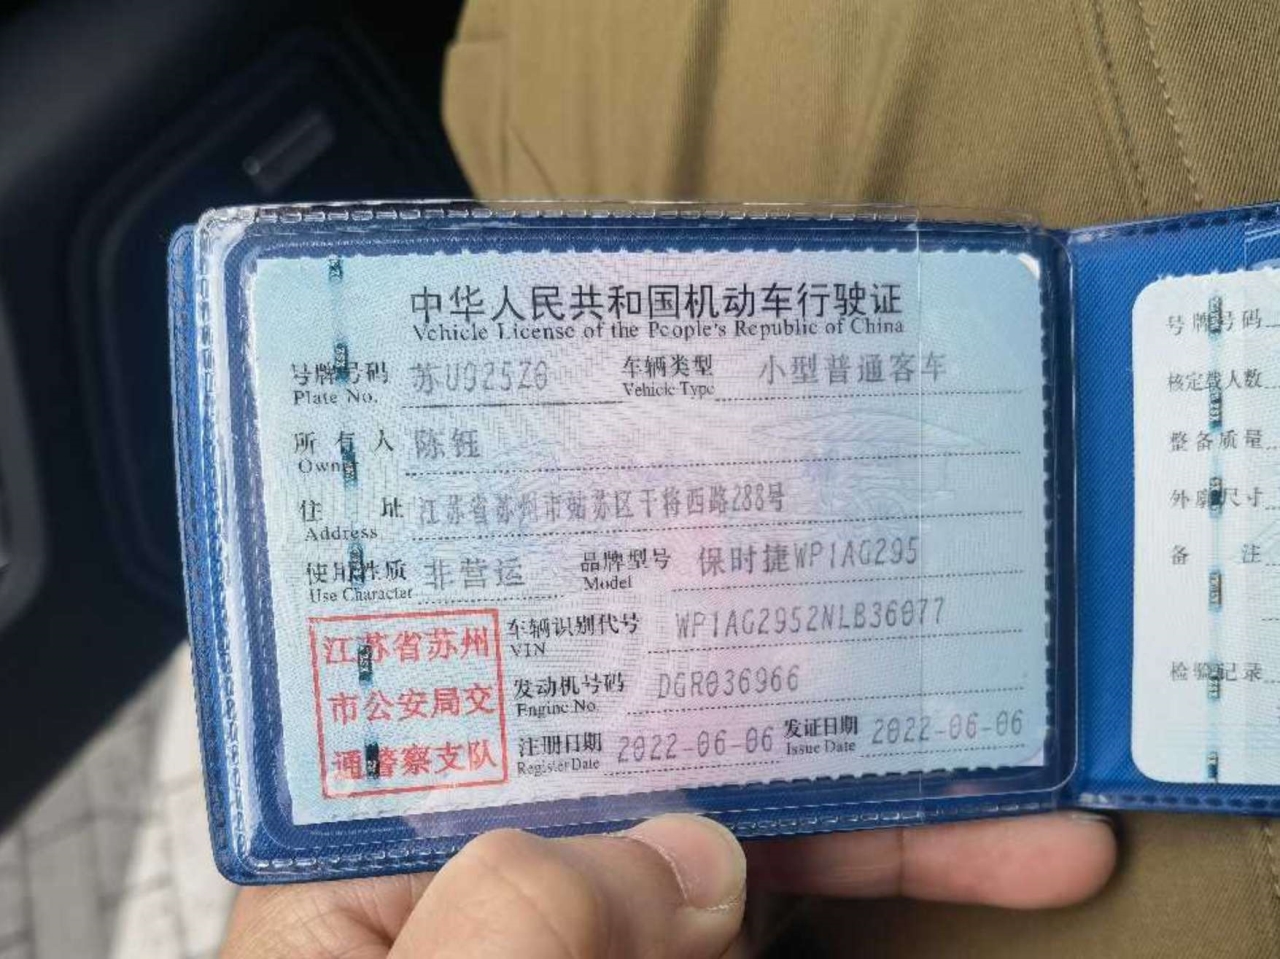 中华人民共和国机动车行驶证
Vehicle License of the People's Republic of China
号牌号码 苏U925Z8 车辆类型 小型普通客车
Plate No. Vehicle Type
所有人 陈钰
Owner
住址 江苏省苏州市姑苏区干将西路288号
Address
使用性质 非营运 品牌型号 保时捷WP1AG295
Use Character Model
江苏省苏州
市公安局交
通警察支队
车辆识别代号 WP1AG2952NLB36077
VIN
发动机号码 DGR036966
Engine No.
注册日期 2022-06-06 发证日期 2022-06-06
Register Date Issue Date
号牌号码
核定载人数
整备质量
外廓尺寸
备注
检验记录